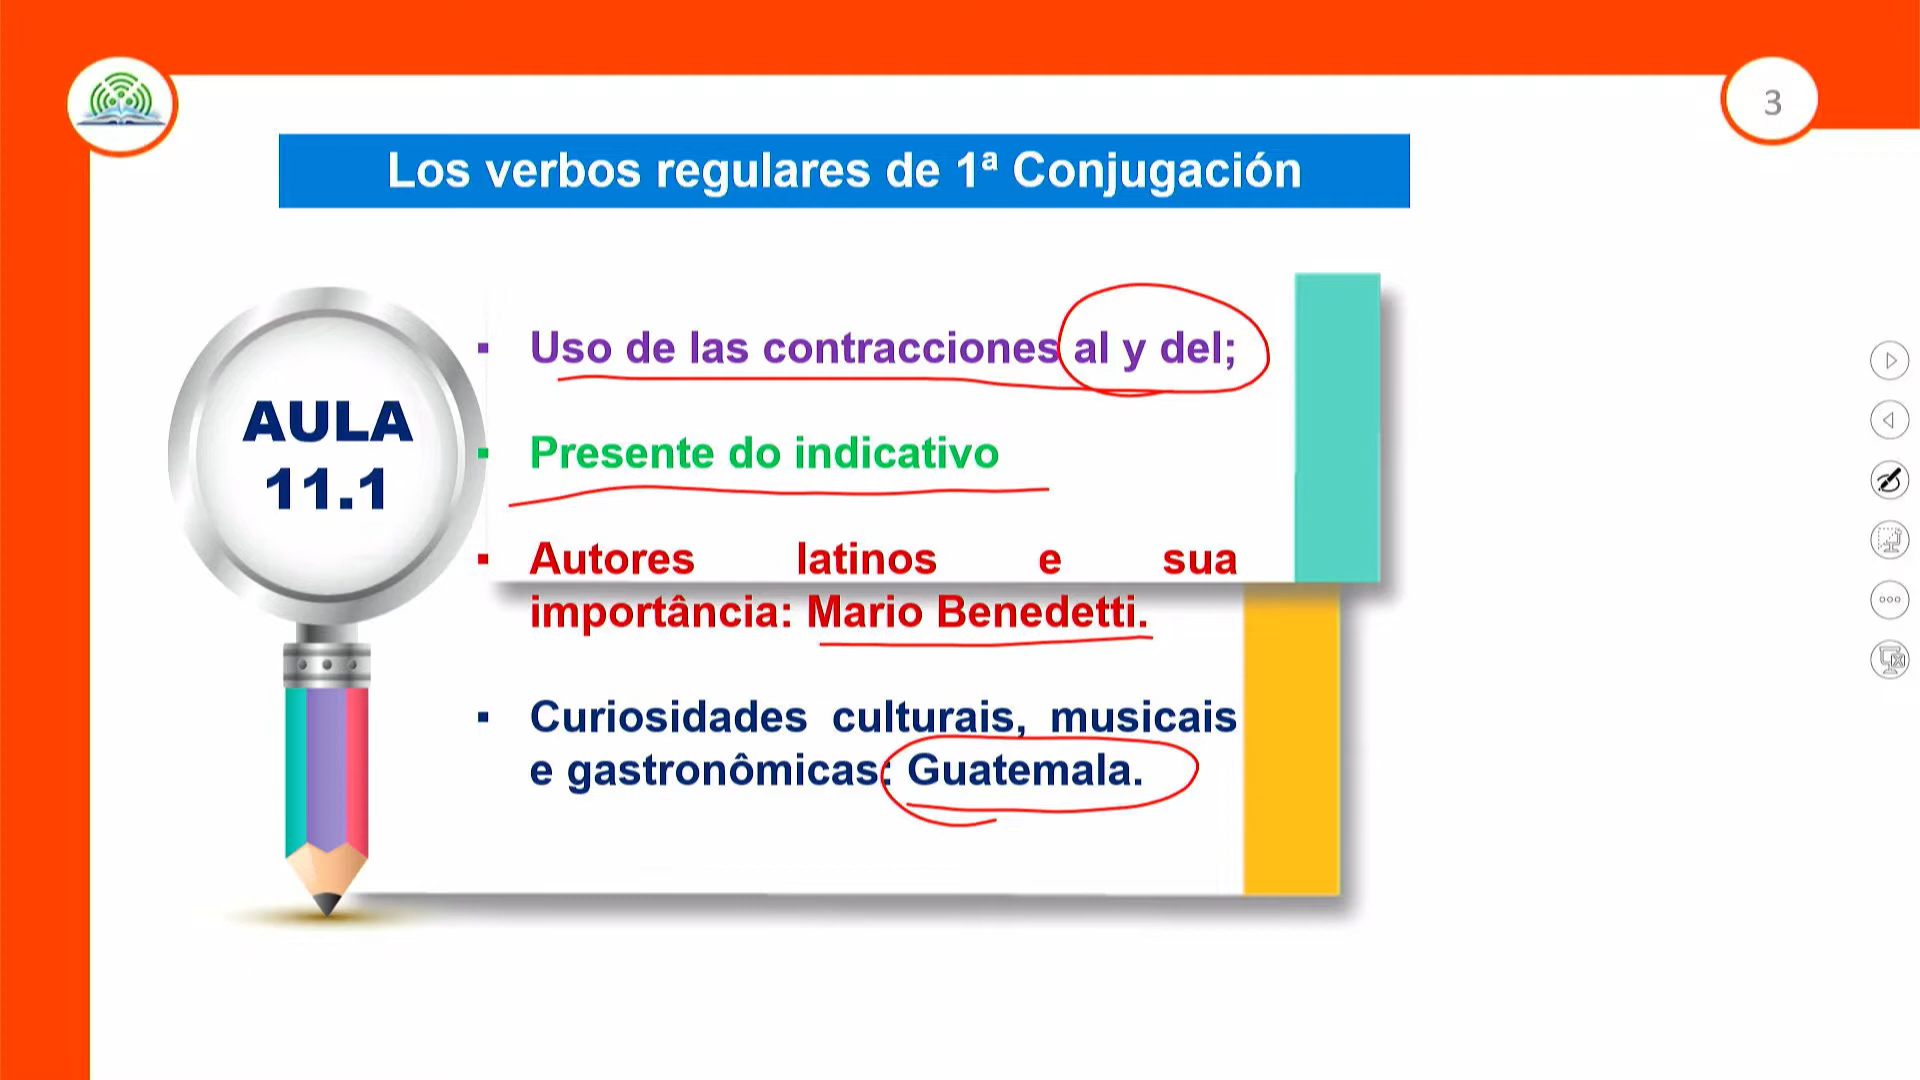 3
Los verbos regulares de 1ª Conjugación
AULA
11.1
▪ Uso de las contracciones al y del;
▪ Presente do indicativo
▪ Autores latinos e sua
importância: Mario Benedetti.
▪ Curiosidades culturais, musicais
e gastronômicas: Guatemala.